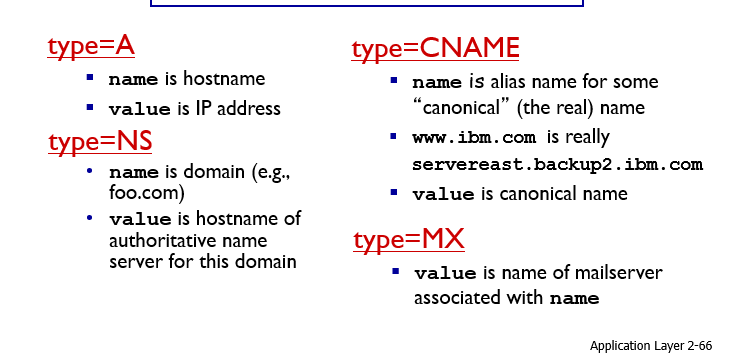 type=A
name is hostname
value is IP address
type=NS
name is domain (e.g.,
foo.com)
value is hostname of
authoritative name
server for this domain
type=CNAME
name is alias name for some
“canonical” (the real) name
www.ibm.com is really
servereast.backup2.ibm.com
value is canonical name
type=MX
value is name of mailserver
associated with name
Application Layer 2-66